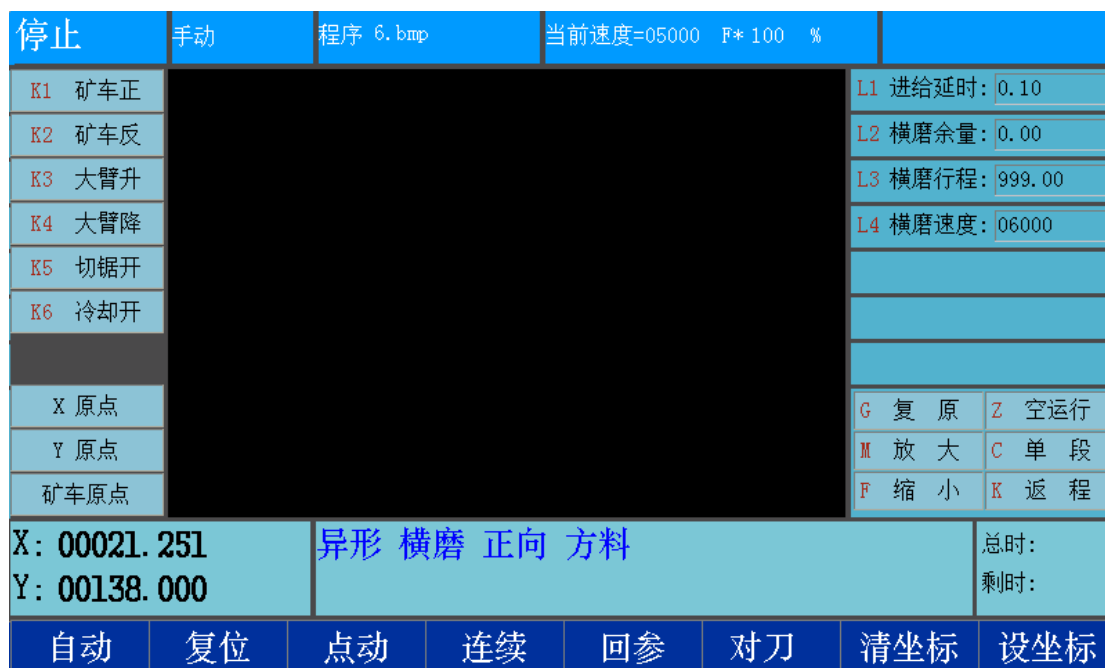 停止 手动 程序 6.bmp 当前速度=05000 F*100 %
K1 矿车正
K2 矿车反
K3 大臂升
K4 大臂降
K5 切锯开
K6 冷却开
X 原点
Y 原点
矿车原点
L1 进给延时: 0.10
L2 横磨余量: 0.00
L3 横磨行程: 999.00
L4 横磨速度: 06000
G 复 原 Z 空运行
M 放 大 C 单 段
F 缩 小 K 返 程
X: 00021.251
Y: 00138.000
异形 横磨 正向 方料
总时:
剩时:
自动 复位 点动 连续 回参 对刀 清坐标 设坐标